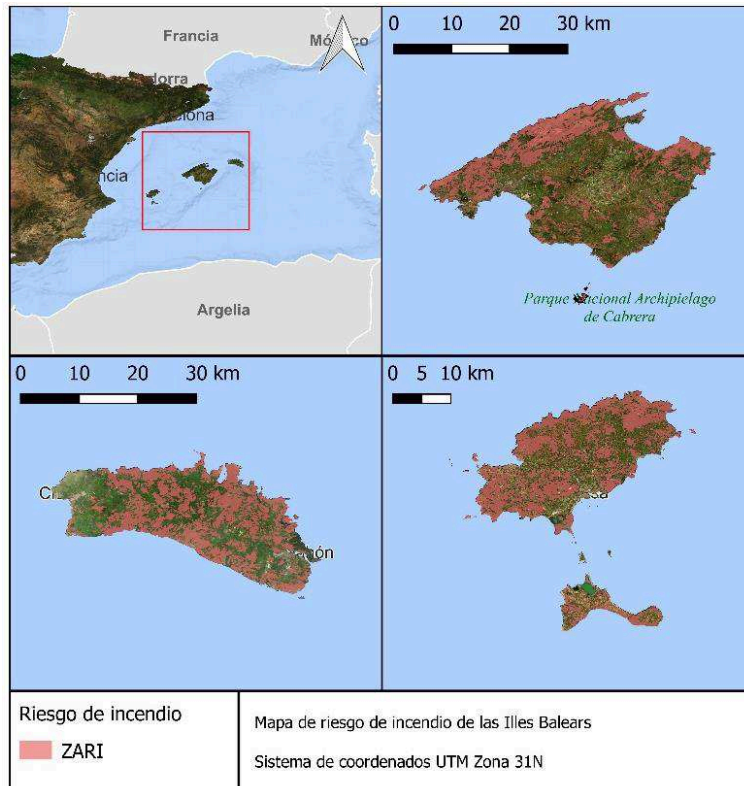 Francia
Argelia
0 10 20 30 km
Parque
Archipielago
de Cabrera
0 10 20 30 km
0 5 10 km
Riesgo de incendio
ZARI
Mapa de riesgo de incendio de las Illes Balears
Sistema de coordenados UTM Zona 31N